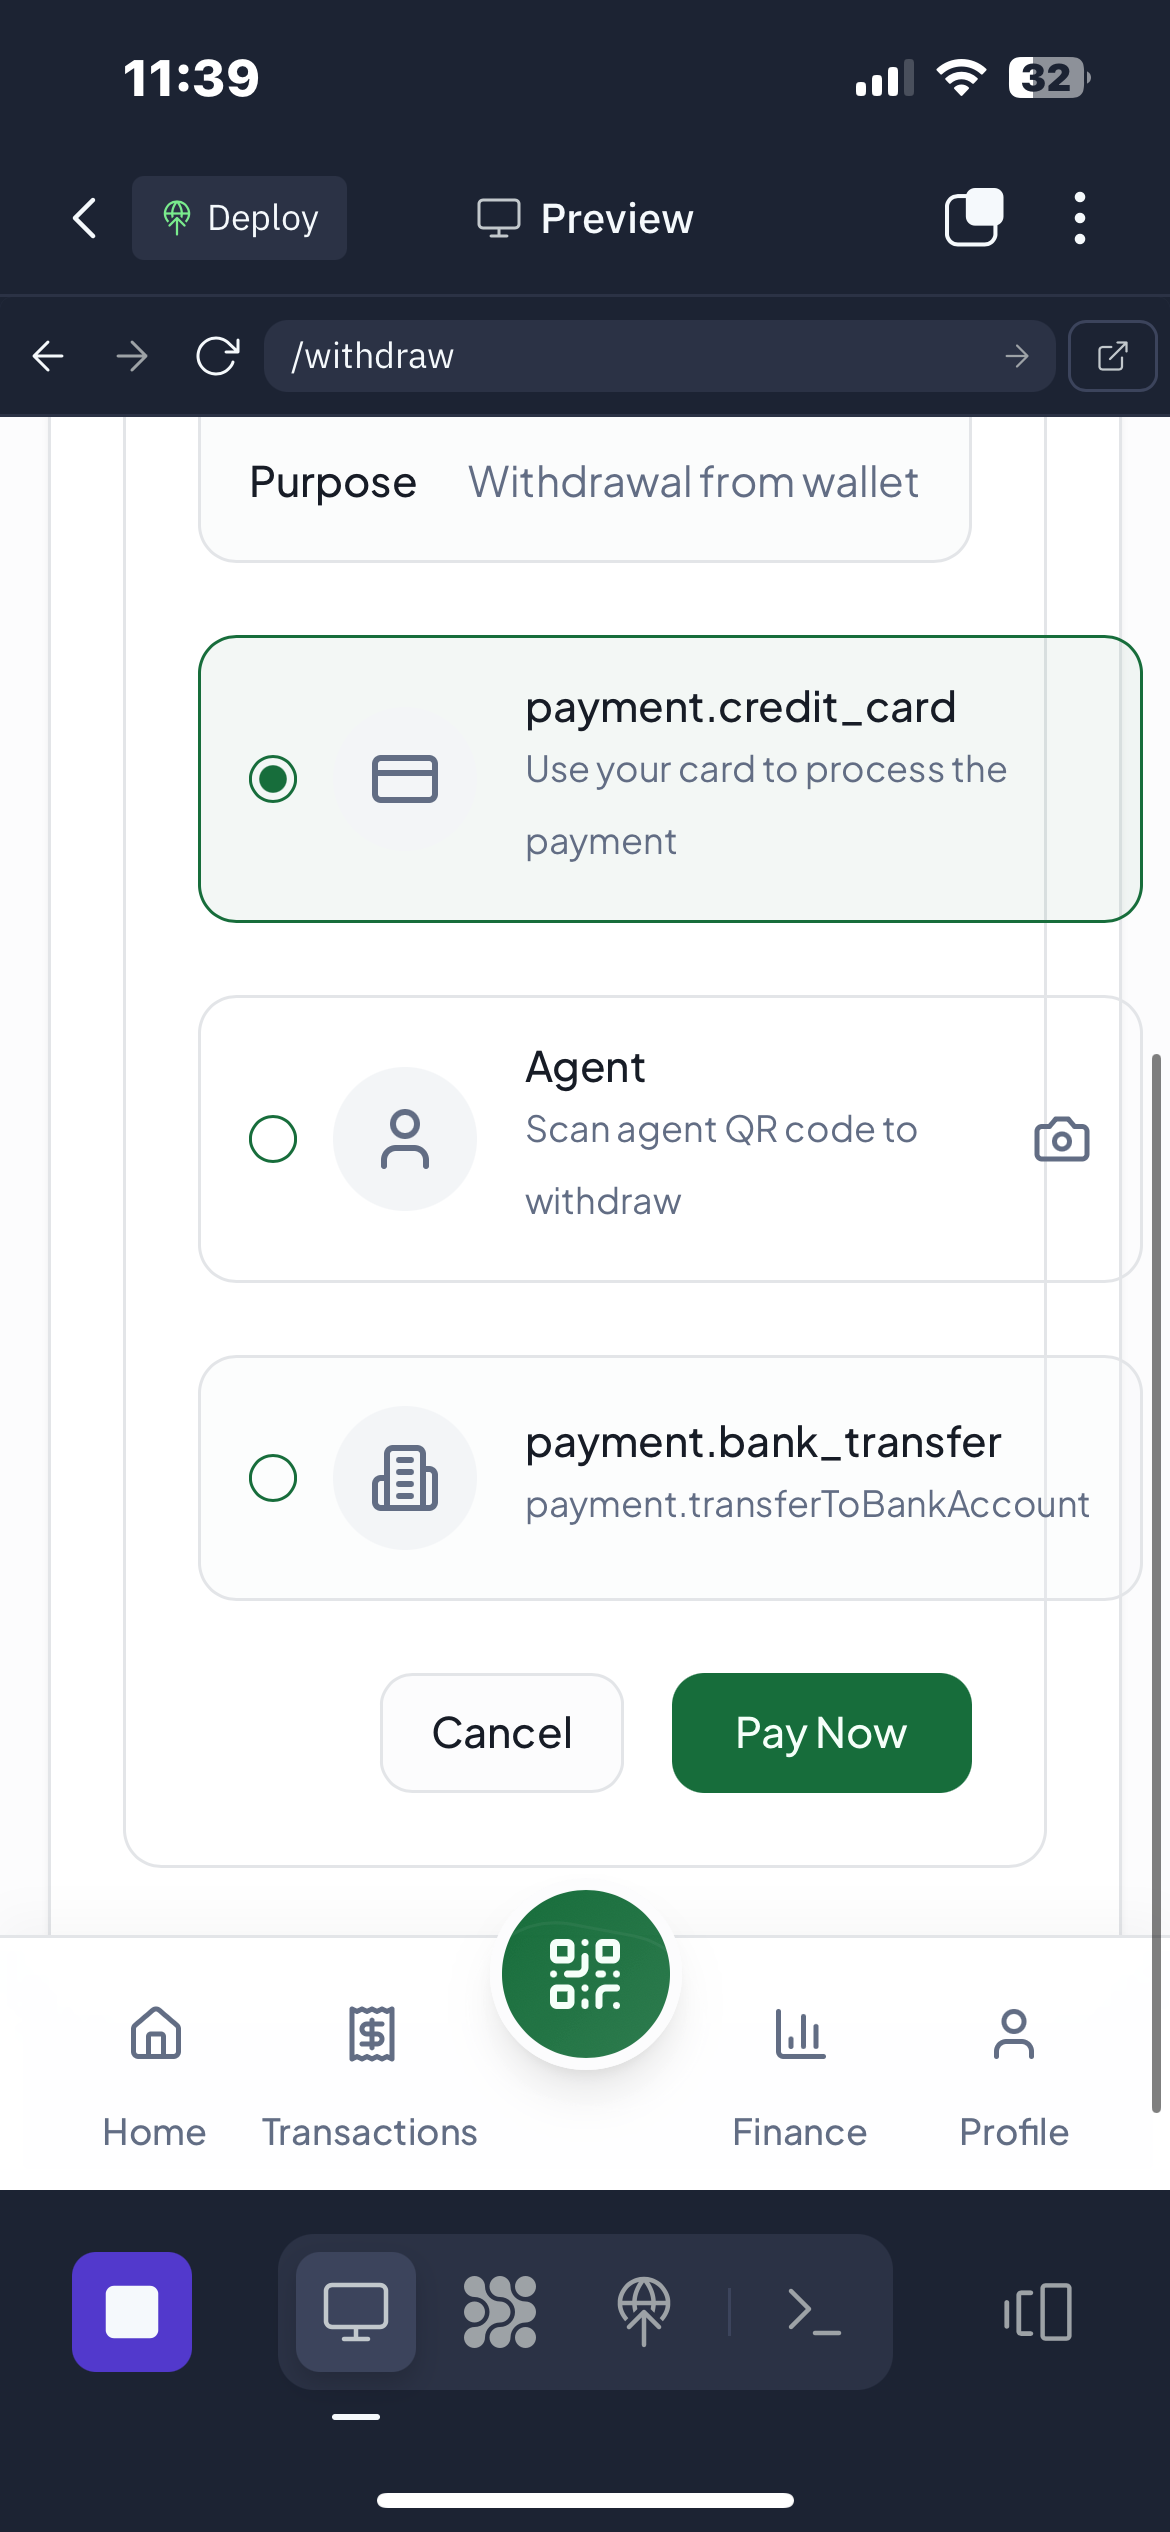 11:39
32
Deploy
Preview
/withdraw
Purpose Withdrawal from wallet
payment.credit_card
Use your card to process the
payment
Agent
Scan agent QR code to
withdraw
payment.bank_transfer
payment.transferToBankAccount
Cancel
Pay Now
Home
Transactions
Finance
Profile